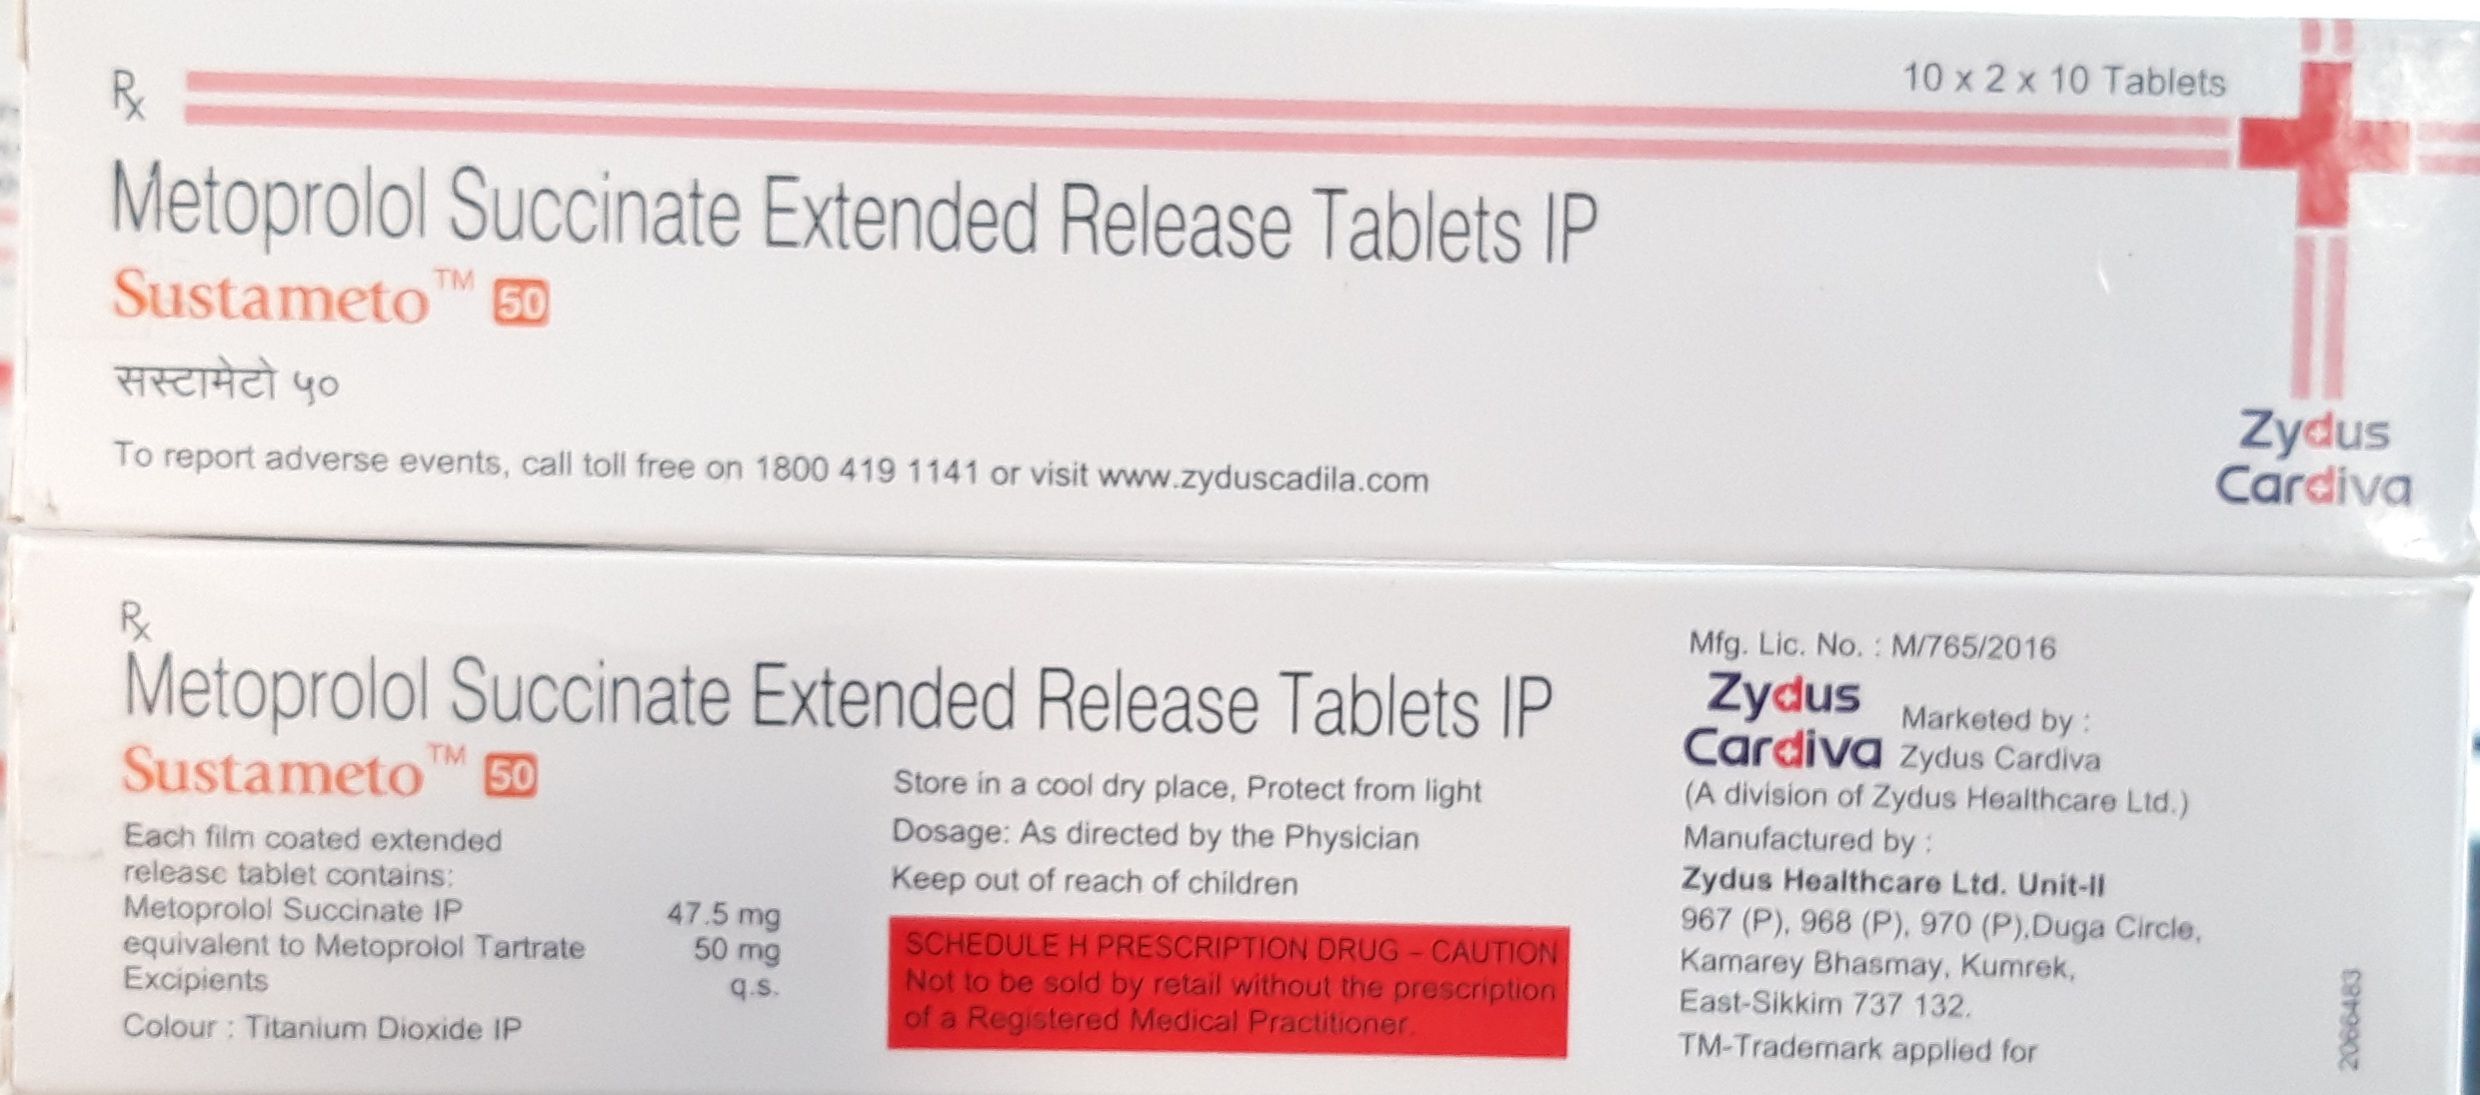 Rx
10 x 2 x 10 Tablets
Metoprolol Succinate Extended Release Tablets IP
Sustameto™ 50
सस्टामेटो ५०
To report adverse events, call toll free on 1800 419 1141 or visit www.zyduscadila.com
Zydus
Cardiva
Rx
Metoprolol Succinate Extended Release Tablets IP
Sustameto™ 50
Each film coated extended
release tablet contains:
Metoprolol Succinate IP 47.5 mg
equivalent to Metoprolol Tartrate 50 mg
Excipients q.s.
Colour : Titanium Dioxide IP
Store in a cool dry place, Protect from light
Dosage: As directed by the Physician
Keep out of reach of children
SCHEDULE H PRESCRIPTION DRUG – CAUTION
Not to be sold by retail without the prescription
of a Registered Medical Practitioner.
Mfg. Lic. No. : M/765/2016
Zydus
Cardiva
Marketed by :
Zydus Cardiva
(A division of Zydus Healthcare Ltd.)
Manufactured by :
Zydus Healthcare Ltd. Unit-II
967 (P), 968 (P), 970 (P),Duga Circle,
Kamarey Bhasmay, Kumrek,
East-Sikkim 737 132.
TM-Trademark applied for
2066483